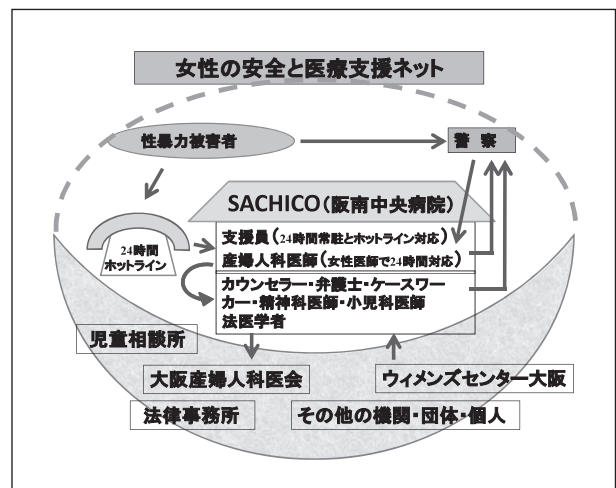 女性の安全と医療支援ネット
性暴力被害者
警察
SACHICO(阪南中央病院)
24時間
ホットライン
支援員(24時間常駐とホットライン対応)
産婦人科医師(女性医師で24時間対応)
カウンセラー・弁護士・ケースワー
カー・精神科医師・小児科医師
法医学者
児童相談所
大阪産婦人科医会
ウィメンズセンター大阪
法律事務所
その他の機関・団体・個人